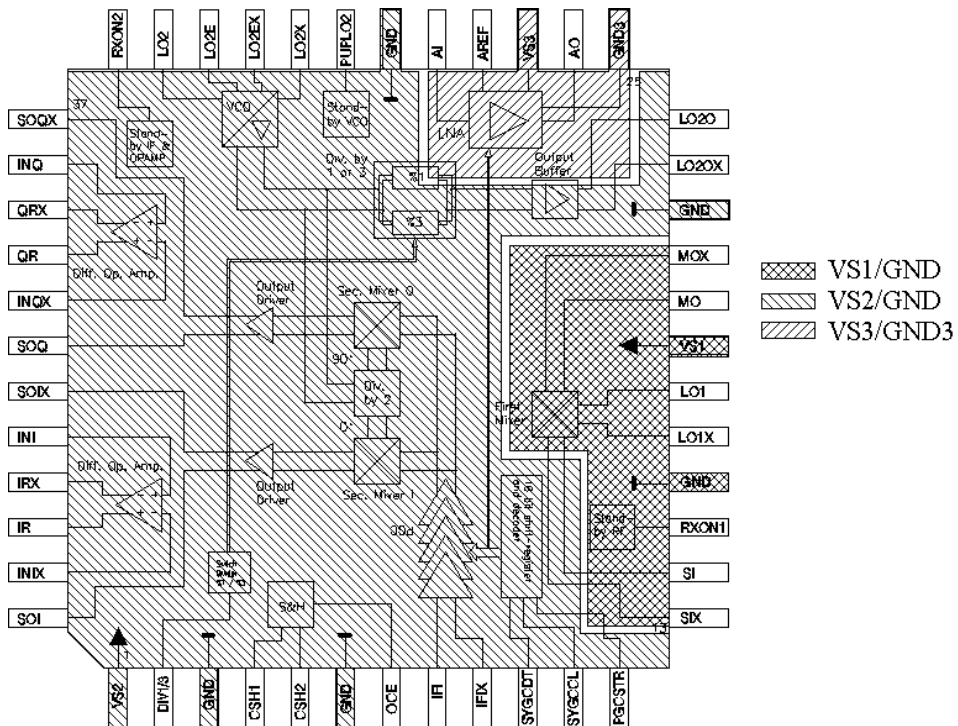 RXON2
LO2
LO2E
LO2EX
LO2X
PUPLO2
GND
AI
AREF
VS3
AO
GND3
37
25
SOQX
INQ
QRX
QR
INQX
SOQ
SOIX
INI
IRX
IR
INIX
SOI
LO2O
LO2OX
GND
MOX
MO
VS1
LO1
LO1X
GND
RXON1
SI
SIX
13
VCO
Stand-
by IF &
OPAMP
Stand-
by VCO
LNA
Div. by
1 or 3
Output
Buffer
Diff. Op. Amp.
Output
Driver
Sec. Mixer Q
90°
Div.
by 2
0°
First
Mixer
Diff. Op. Amp.
Output
Driver
Sec. Mixer I
PGC
and decoder
Stand-
by RF
Switch
S&H
1
VS2
DIV1/3
GND
CSH1
CSH2
GND
OCE
IFI
IFIX
SYGCDT
SYGCCL
PGCSTR
VS1/GND
VS2/GND
VS3/GND3